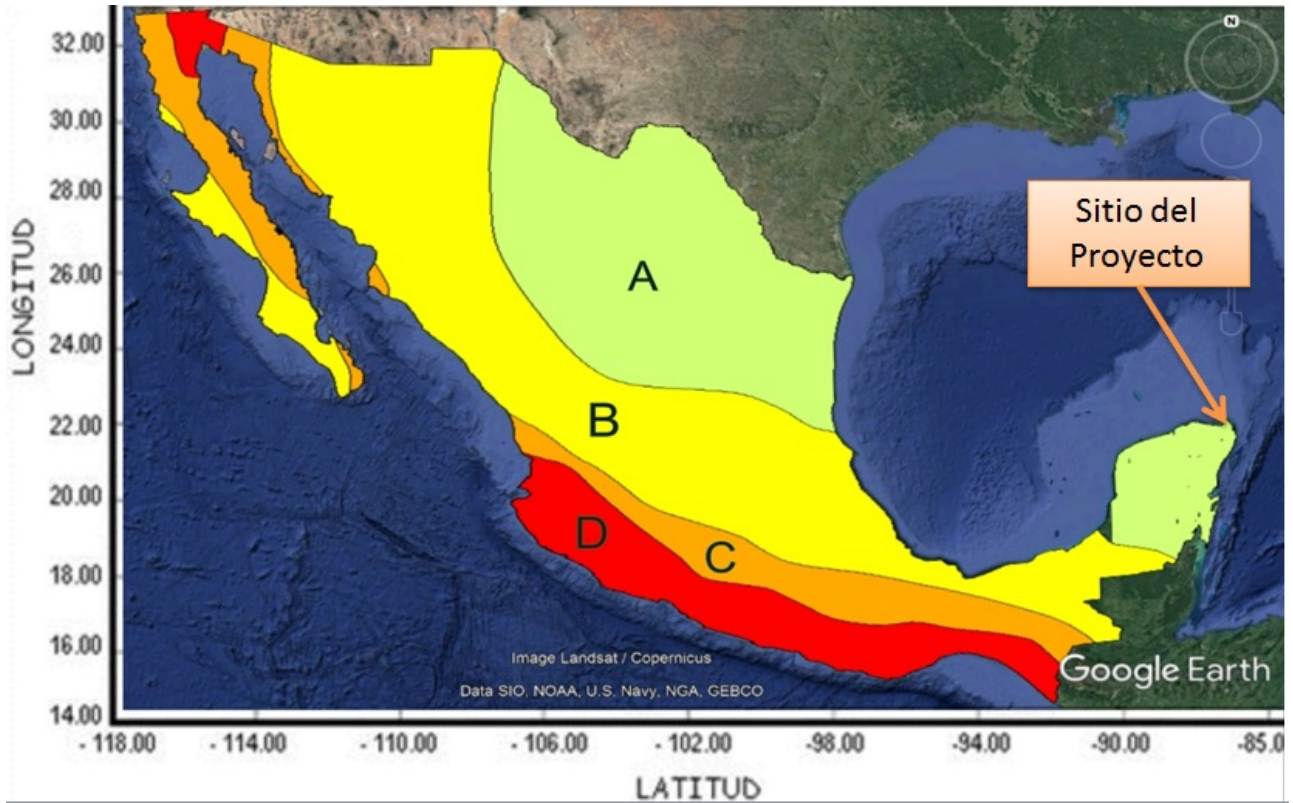 N
32.00
30.00
28.00
26.00
24.00
22.00
20.00
18.00
16.00
14.00
LONGITUD
Sitio del
Proyecto
A
B
C
D
Image Landsat / Copernicus
Data SIO, NOAA, U.S. Navy, NGA, GEBCO
Google Earth
- 118.00
- 114.00
- 110.00
- 106.00
- 102.00
-98.00
-94.00
-90.00
-85.0
LATITUD